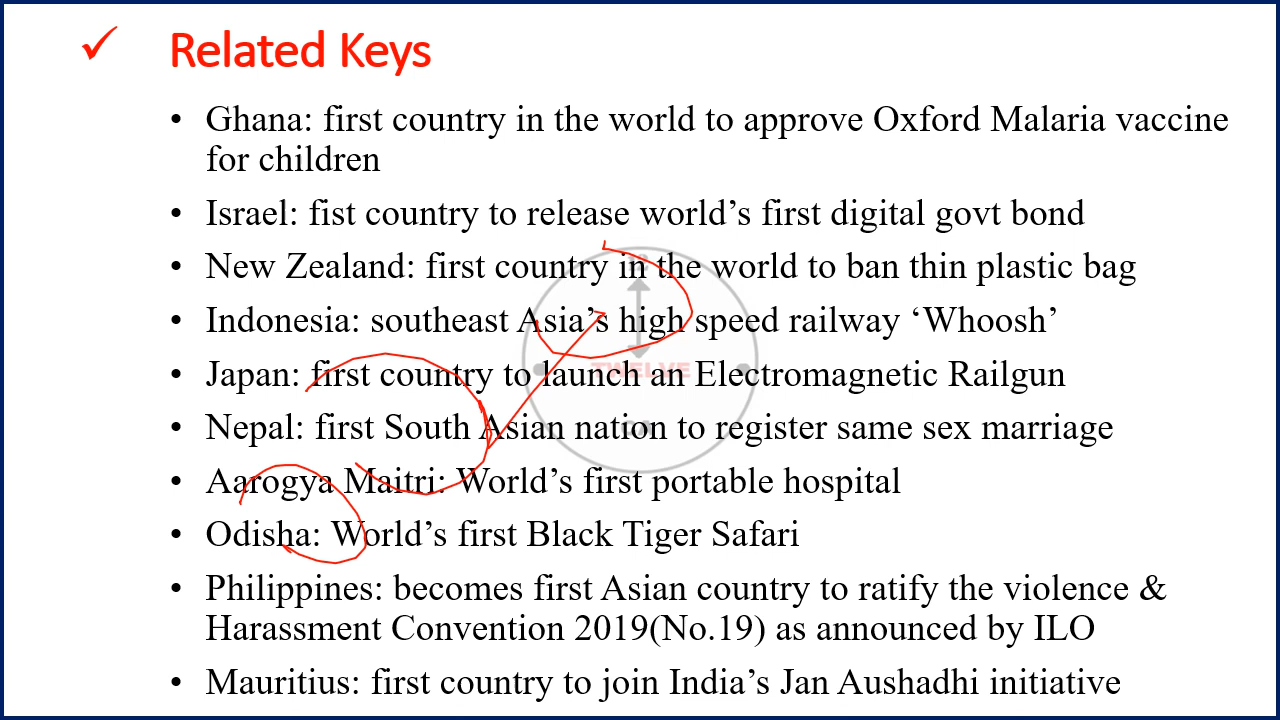 ✓ Related Keys
• Ghana: first country in the world to approve Oxford Malaria vaccine
for children
• Israel: fist country to release world’s first digital govt bond
• New Zealand: first country in the world to ban thin plastic bag
• Indonesia: southeast Asia’s high speed railway ‘Whoosh’
• Japan: first country to launch an Electromagnetic Railgun
• Nepal: first South Asian nation to register same sex marriage
• Aarogya Maitri: World’s first portable hospital
• Odisha: World’s first Black Tiger Safari
• Philippines: becomes first Asian country to ratify the violence &
Harassment Convention 2019(No.19) as announced by ILO
• Mauritius: first country to join India’s Jan Aushadhi initiative
TWELVE